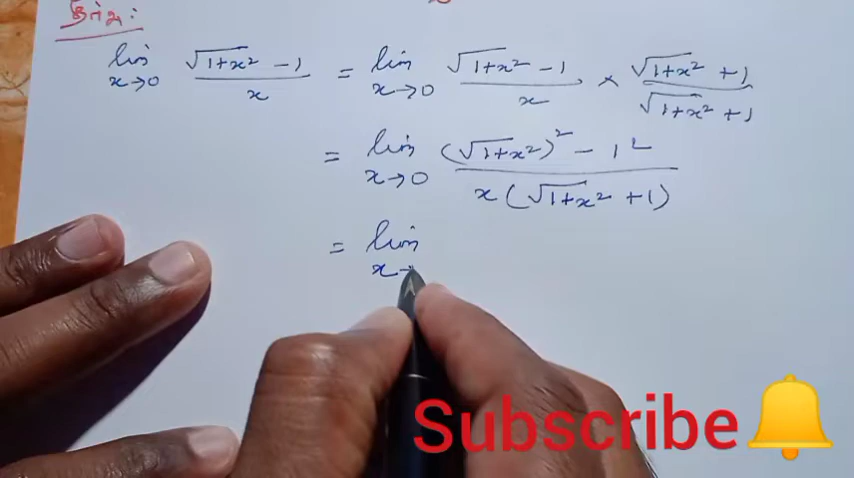 தீர்வு:
lim x→0 (√(1+x²) - 1)/x = lim x→0 (√(1+x²) - 1)/x × (√(1+x²) + 1)/(√(1+x²) + 1)
= lim x→0 ((√(1+x²))² - 1²)/(x(√(1+x²) + 1))
= lim x→
Subscribe